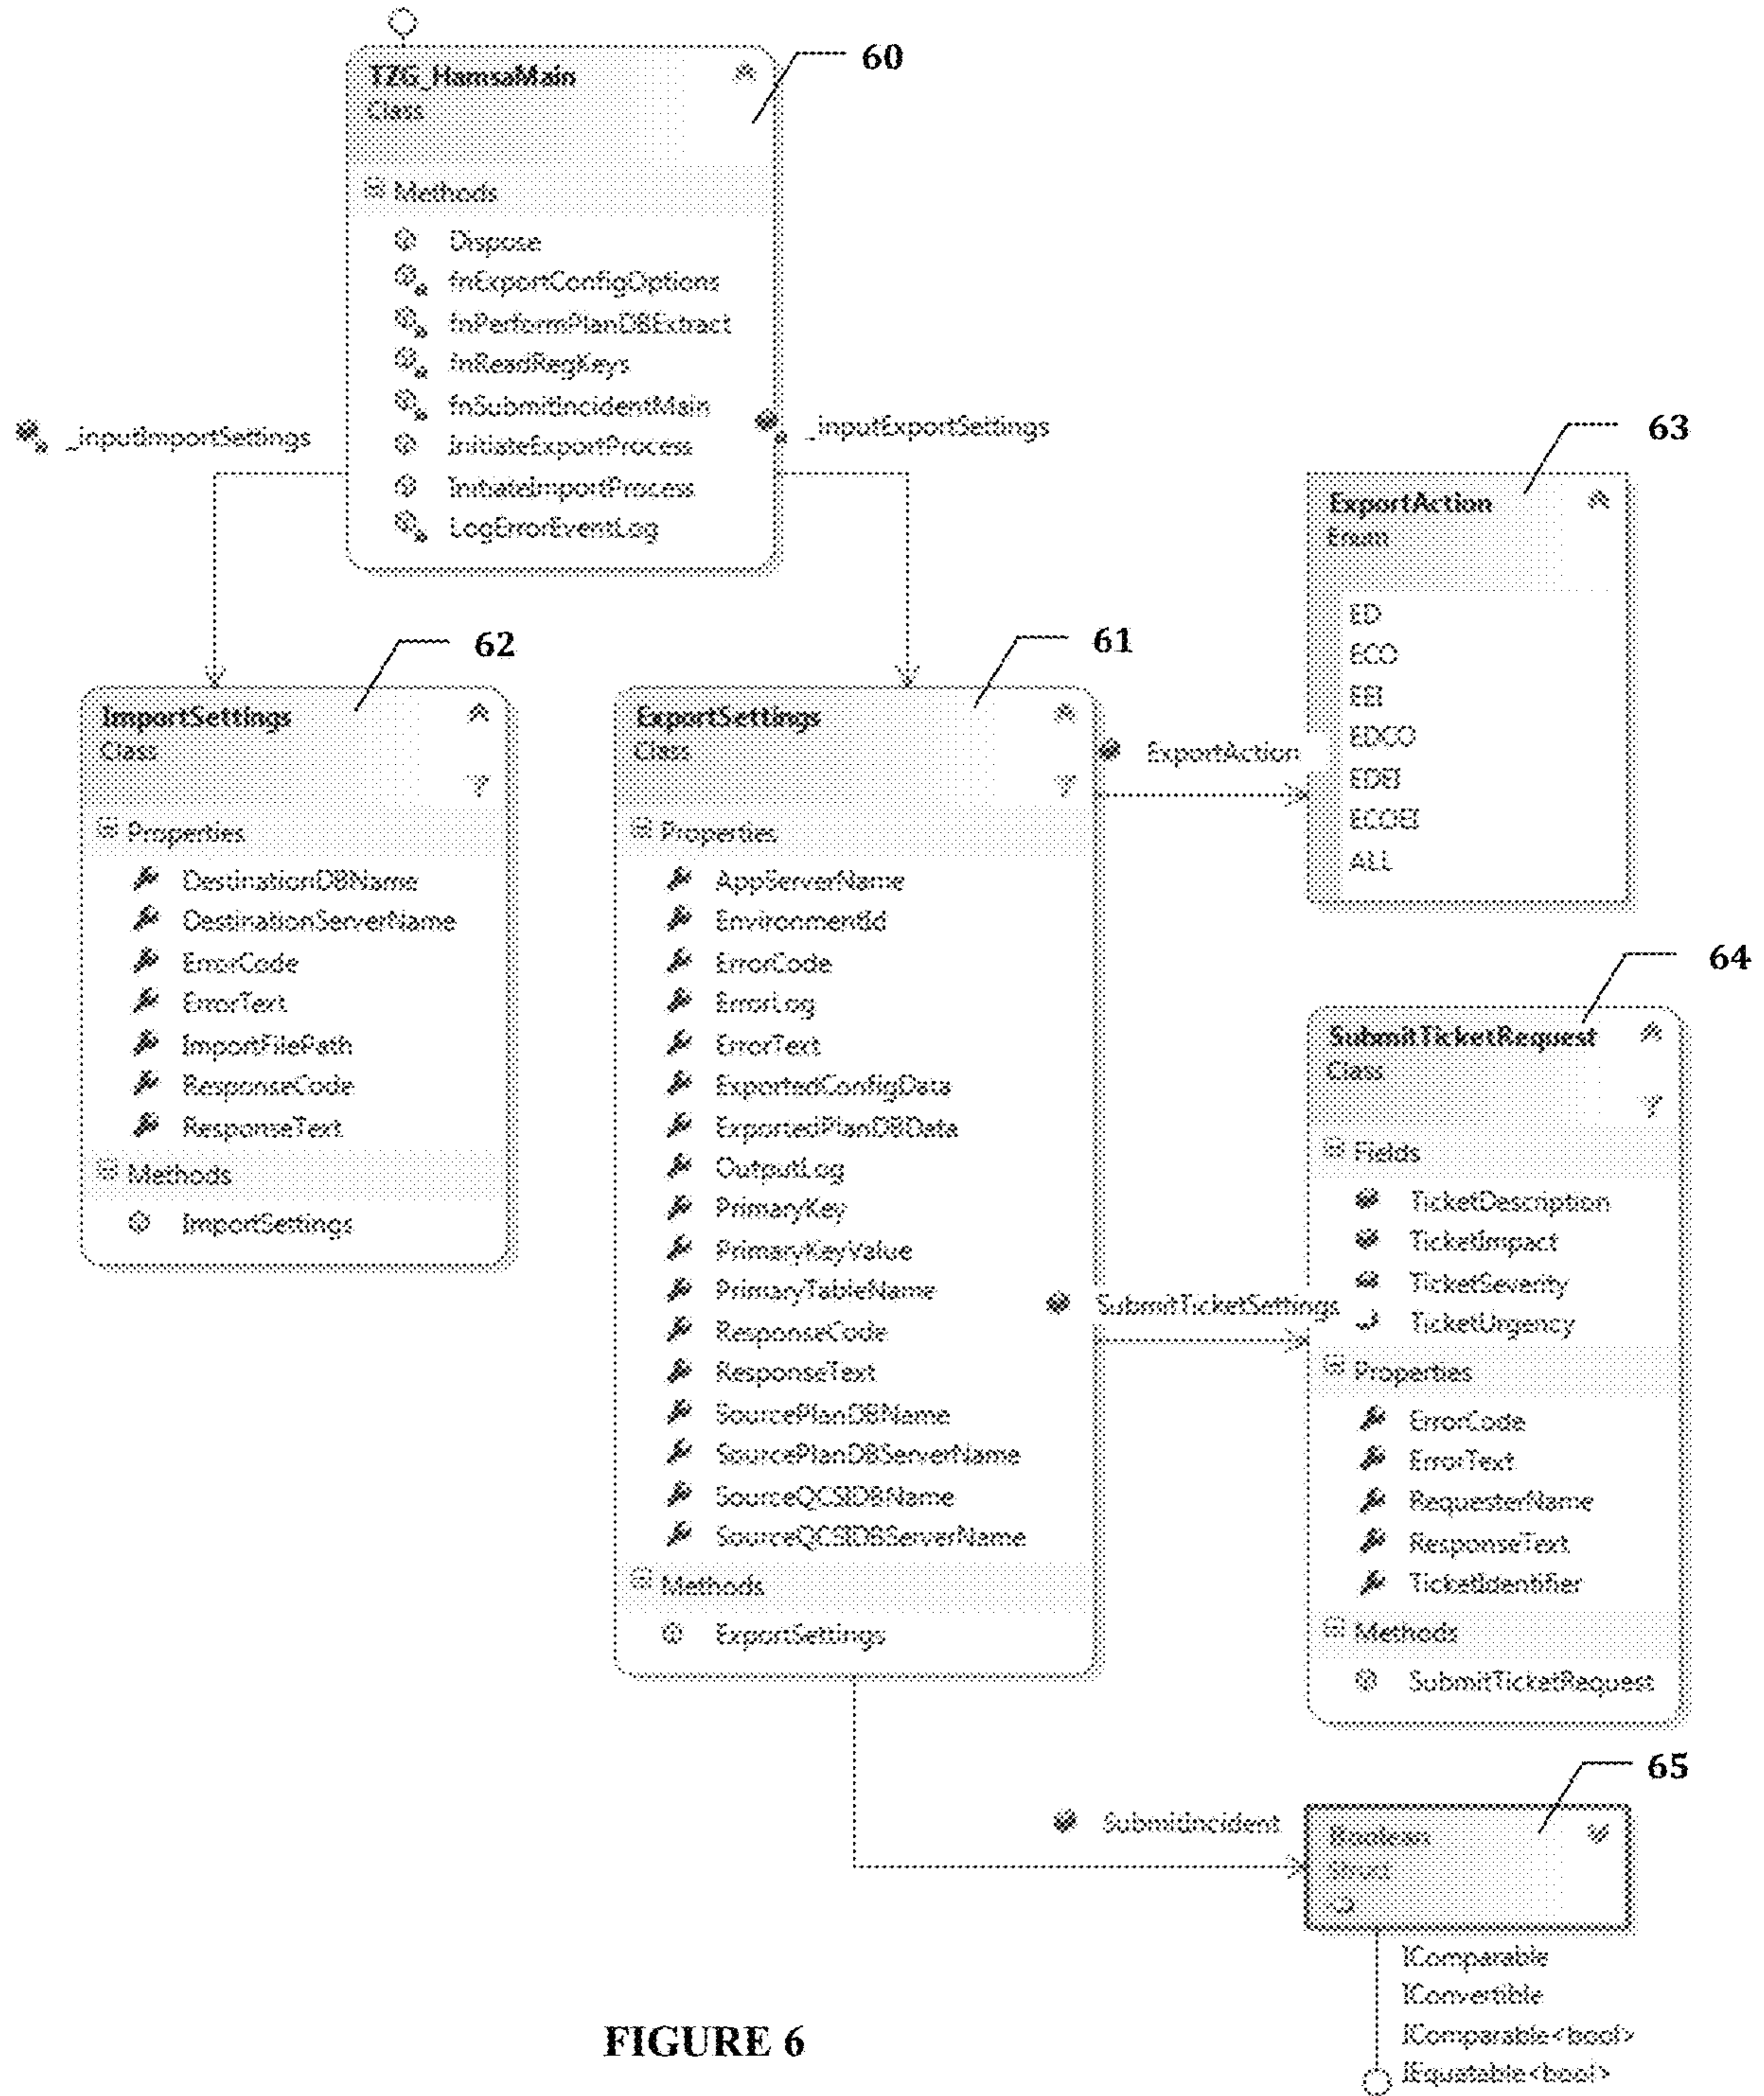 60
TZG_HamsaMain
Class
Methods
Dispose
fnExportConfigOptions
fnPerformPlanDBExtract
fnReadRegKeys
fnSubmitIncidentMain
InitiateExportProcess
InitiateImportProcess
LogErrorEventLog
_inputImportSettings
_inputExportSettings
62
ImportSettings
Class
Properties
DestinationDBName
DestinationServerName
ErrorCode
ErrorText
ImportFilePath
ResponseCode
ResponseText
Methods
ImportSettings
61
ExportSettings
Class
Properties
AppServerName
EnvironmentId
ErrorCode
ErrorLog
ErrorText
ExportedConfigData
ExportedPlanDBData
OutputLog
PrimaryKey
PrimaryKeyValue
PrimaryTableName
ResponseCode
ResponseText
SourcePlanDBName
SourcePlanDBServerName
SourceQCSIDBName
SourceQCSIDBServerName
Methods
ExportSettings
ExportAction
63
ExportAction
Enum
ED
ECO
EEI
EDCO
EDEI
ECOEI
ALL
SubmitTicketSettings
64
SubmitTicketRequest
Class
Fields
TicketDescription
TicketImpact
TicketSeverity
TicketUrgency
Properties
ErrorCode
ErrorText
RequesterName
ResponseText
TicketIdentifier
Methods
SubmitTicketRequest
SubmitIncident
65
Boolean
Struct
IComparable
IConvertible
IComparable<bool>
IEquatable<bool>
FIGURE 6